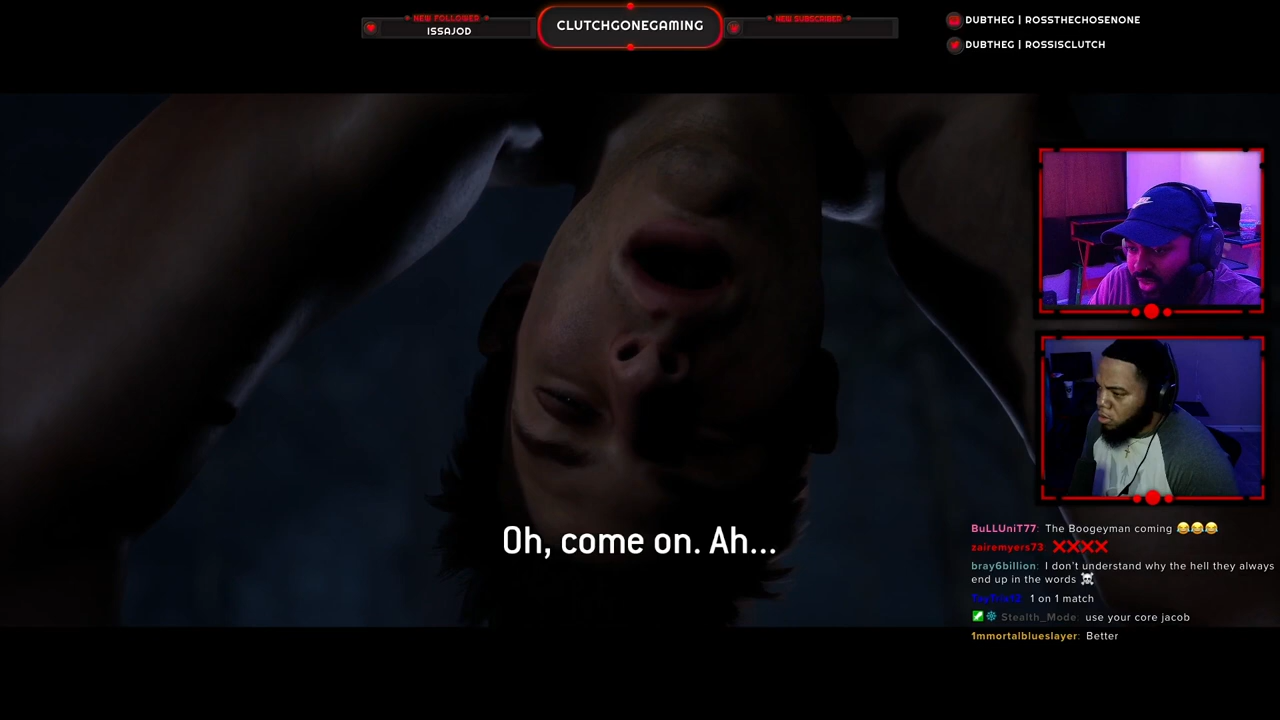 NEW FOLLOWED
ISSAJOD
CLUTCHGONEGAMING
NEW SUBSCRIBER
DUBTHEG | ROSSTHECHOSENONE
DUBTHEG | ROSSISCLUTCH
Oh, come on. Ah...
BuLLUniT77: The Boogeyman coming 😂😂😂
zairemyers73: ❌❌❌❌
bray6billion: I don't understand why the hell they always
end up in the words ☠️
1 on 1 match
Stealth_Mode: use your core jacob
1mmortalblueslayer: Better